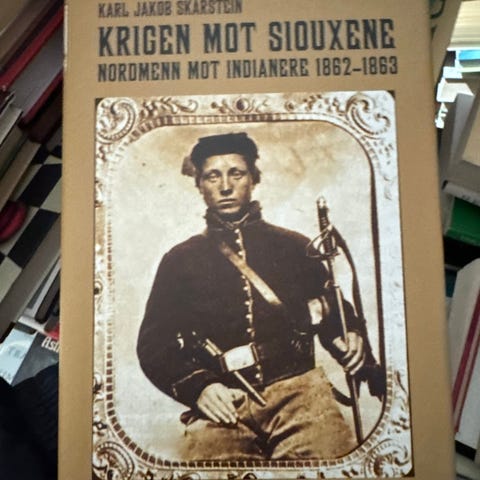 KARL JAKOB SKARSTEIN
KRIGEN MOT SIOUXENE
NORDMENN MOT INDIANERE 1862–1863